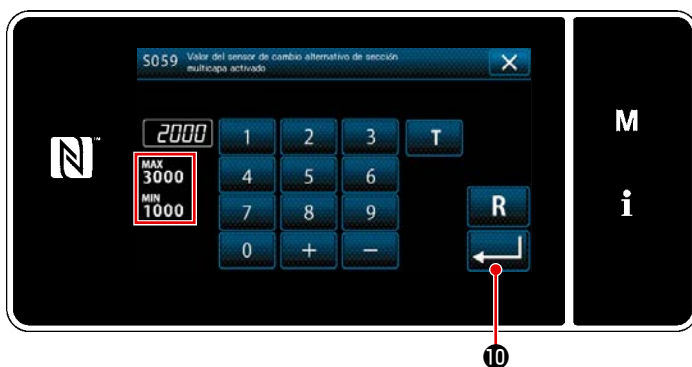 S059 Valor del sensor de cambio alternativo de sección
multicapa activado
2000
1 2 3 T
MAX
3000
4 5 6
MIN
1000
7 8 9 R
0 + −
M
i
N
⓾